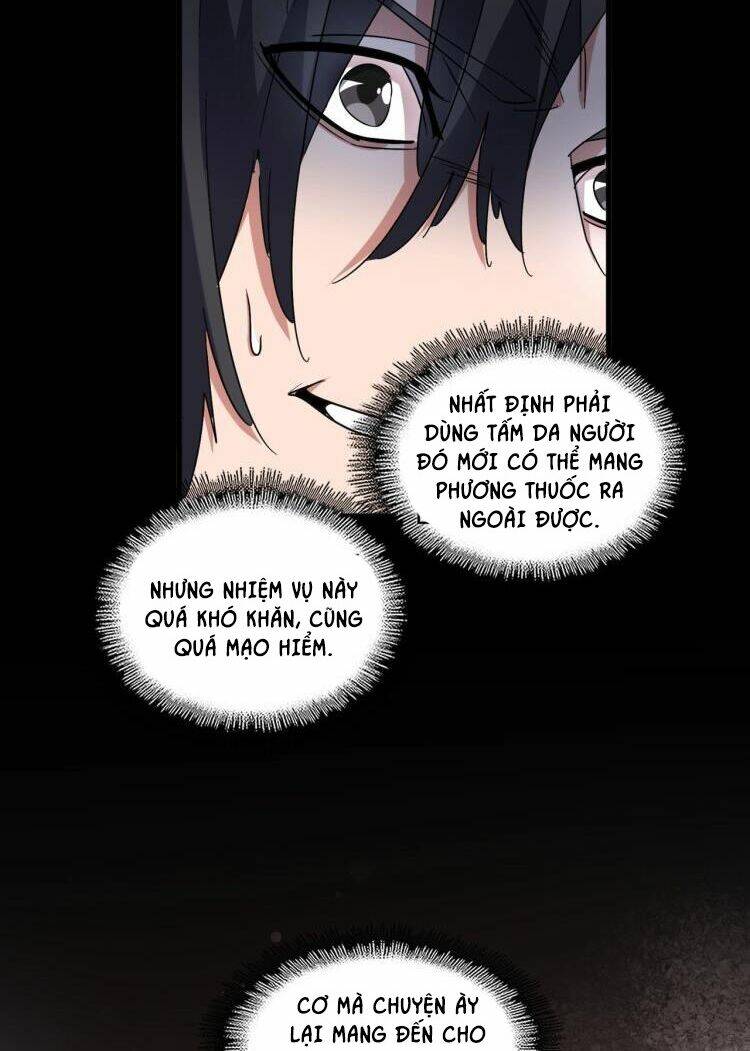 NHẤT ĐỊNH PHẢI
DÙNG TẤM DA NGƯỜI
ĐÓ MỚI CÓ THỂ MANG
PHƯƠNG THUỐC RA
NGOÀI ĐƯỢC.
NHƯNG NHIỆM VỤ NÀY
QUÁ KHÓ KHĂN, CŨNG
QUÁ MẠO HIỂM.
CƠ MÀ CHUYỆN ÀY
LẠI MANG ĐẾN CHO